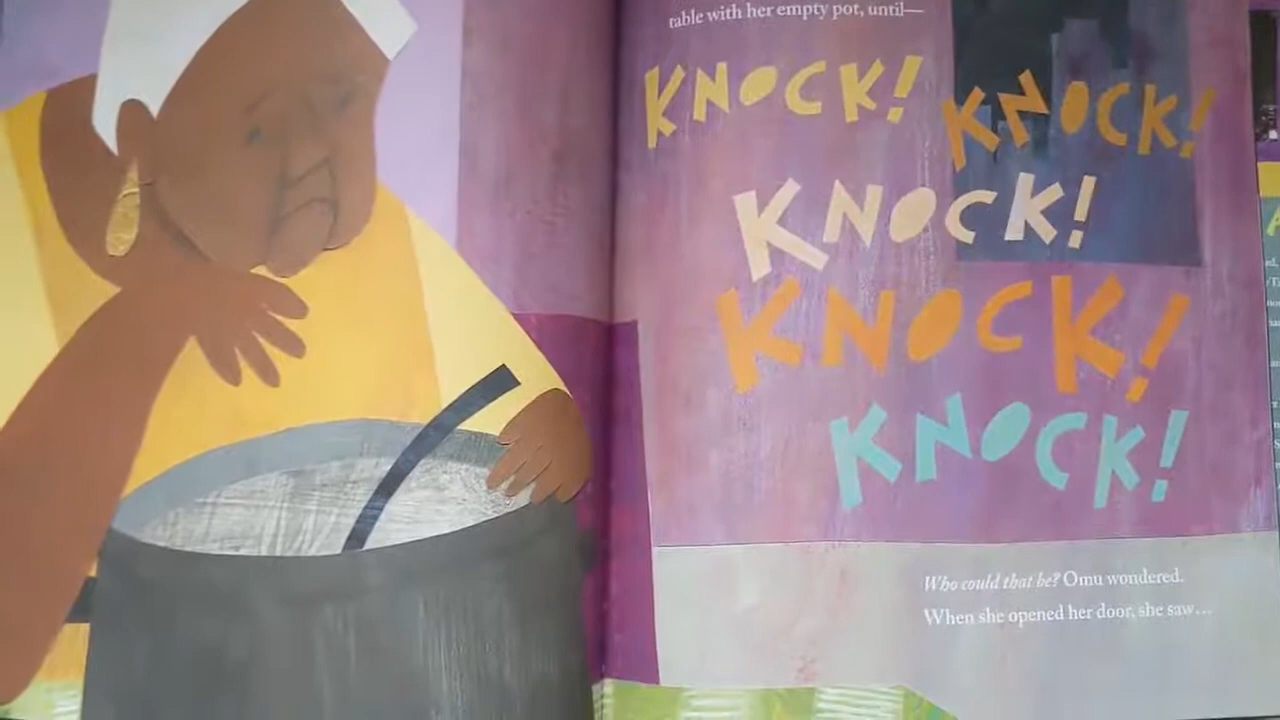 table with her empty pot, until—
KNOCK! KNOCK!
KNOCK!
KNOCK!
KNOCK!
Who could that be? Omu wondered.
When she opened her door, she saw...